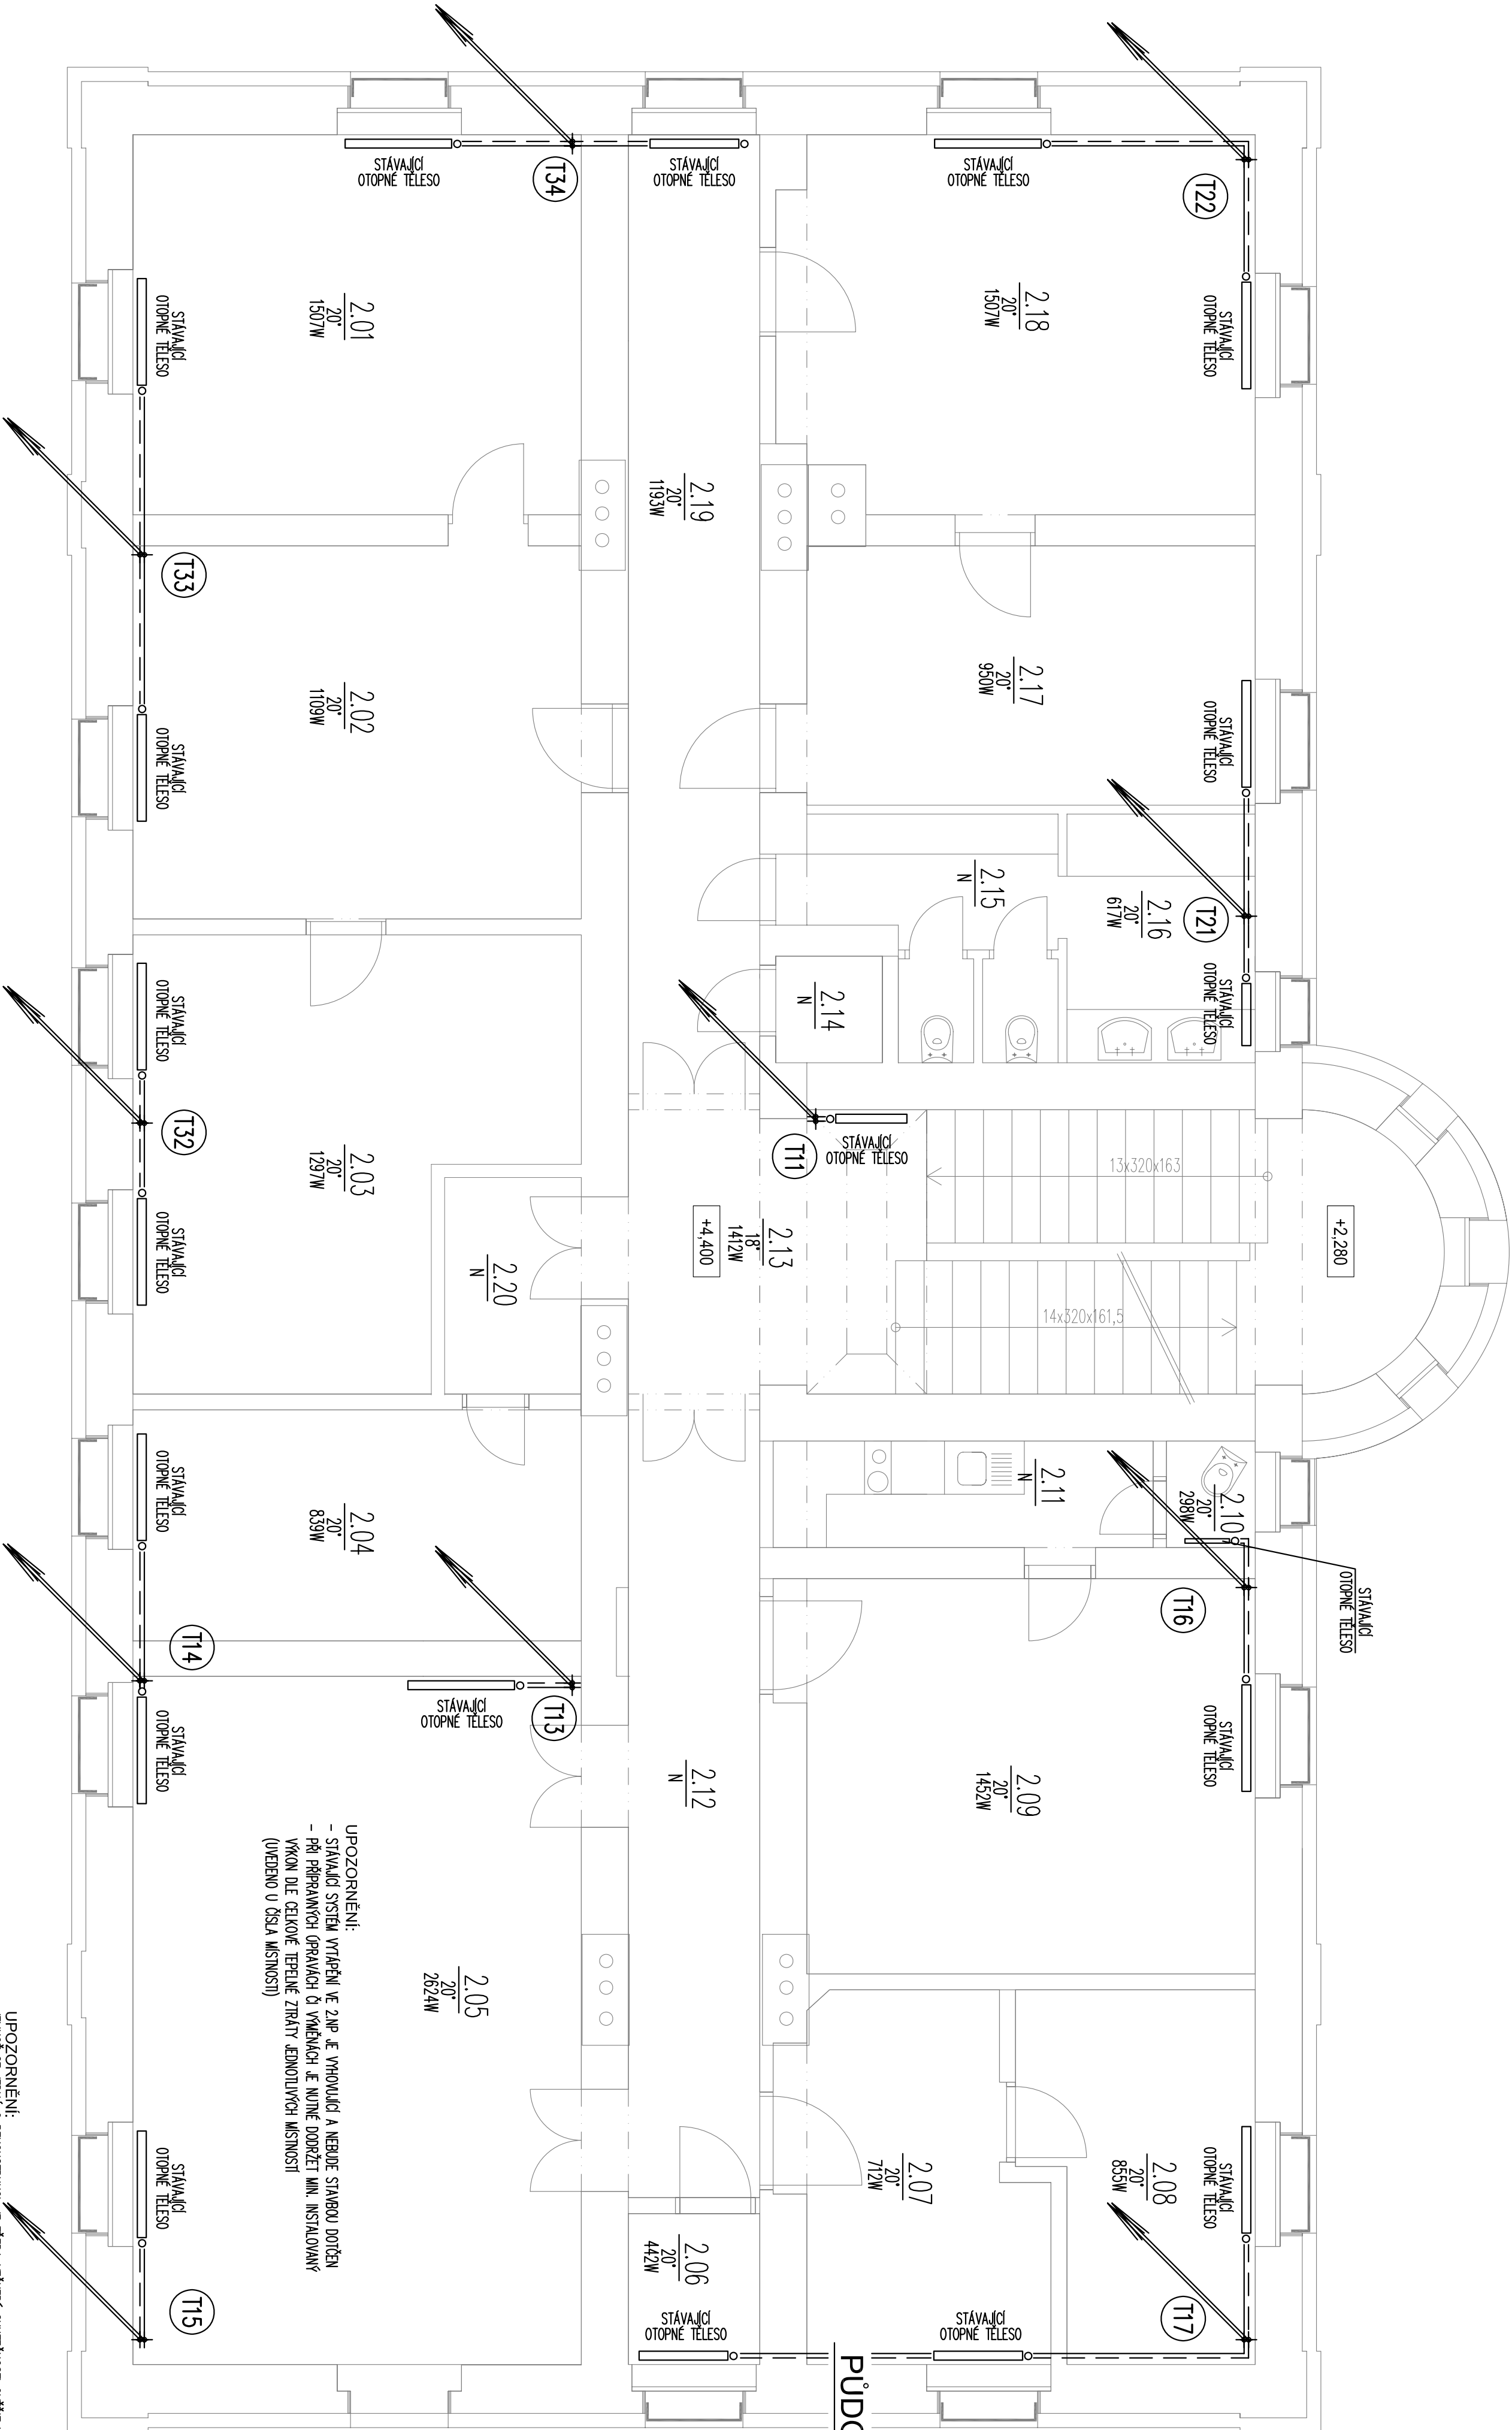 STÁVAJÍCÍ
OTOPNÉ TĚLESO
T34
STÁVAJÍCÍ
OTOPNÉ TĚLESO
STÁVAJÍCÍ
OTOPNÉ TĚLESO
T22
STÁVAJÍCÍ
OTOPNÉ TĚLESO
2.01
20°
1507W
2.18
20°
1507W
STÁVAJÍCÍ
OTOPNÉ TĚLESO
2.19
20°
1193W
T33
2.02
20°
1109W
2.17
20°
950W
STÁVAJÍCÍ
OTOPNÉ TĚLESO
STÁVAJÍCÍ
OTOPNÉ TĚLESO
2.15
N
2.16
20°
617W
T21
STÁVAJÍCÍ
OTOPNÉ TĚLESO
2.14
N
STÁVAJÍCÍ
OTOPNÉ TĚLESO
T32
T11
STÁVAJÍCÍ
OTOPNÉ TĚLESO
13x320x163
2.03
20°
1297W
STÁVAJÍCÍ
OTOPNÉ TĚLESO
2.20
N
+4,400
2.13
18°
1412W
+2,280
14x320x161,5
STÁVAJÍCÍ
OTOPNÉ TĚLESO
2.04
20°
839W
2.11
N
2.10
20°
298W
STÁVAJÍCÍ
OTOPNÉ TĚLESO
T16
T14
T13
STÁVAJÍCÍ
OTOPNÉ TĚLESO
STÁVAJÍCÍ
OTOPNÉ TĚLESO
STÁVAJÍCÍ
OTOPNÉ TĚLESO
2.12
N
2.09
20°
1452W
UPOZORNĚNÍ:
- STÁVAJÍCÍ SYSTÉM VYTÁPĚNÍ VE 2.NP JE VYHOVUJÍCÍ A NEBUDE STAVBOU DOTČEN
- PŘI PŘÍPRAVNÝCH ÚPRAVÁCH ČI VÝMĚNÁCH JE NUTNÉ DODRŽET MIN. INSTALOVANÝ
VÝKON DLE CELKOVÉ TEPELNÉ ZTRÁTY JEDNOTLIVÝCH MÍSTNOSTÍ
(UVEDENO U ČÍSLA MÍSTNOSTI)
2.05
20°
2624W
STÁVAJÍCÍ
OTOPNÉ TĚLESO
2.07
20°
712W
2.08
20°
855W
STÁVAJÍCÍ
OTOPNÉ TĚLESO
2.06
20°
442W
T15
STÁVAJÍCÍ
OTOPNÉ TĚLESO
STÁVAJÍCÍ
OTOPNÉ TĚLESO
T17
UPOZORNĚNÍ:
PŮDO